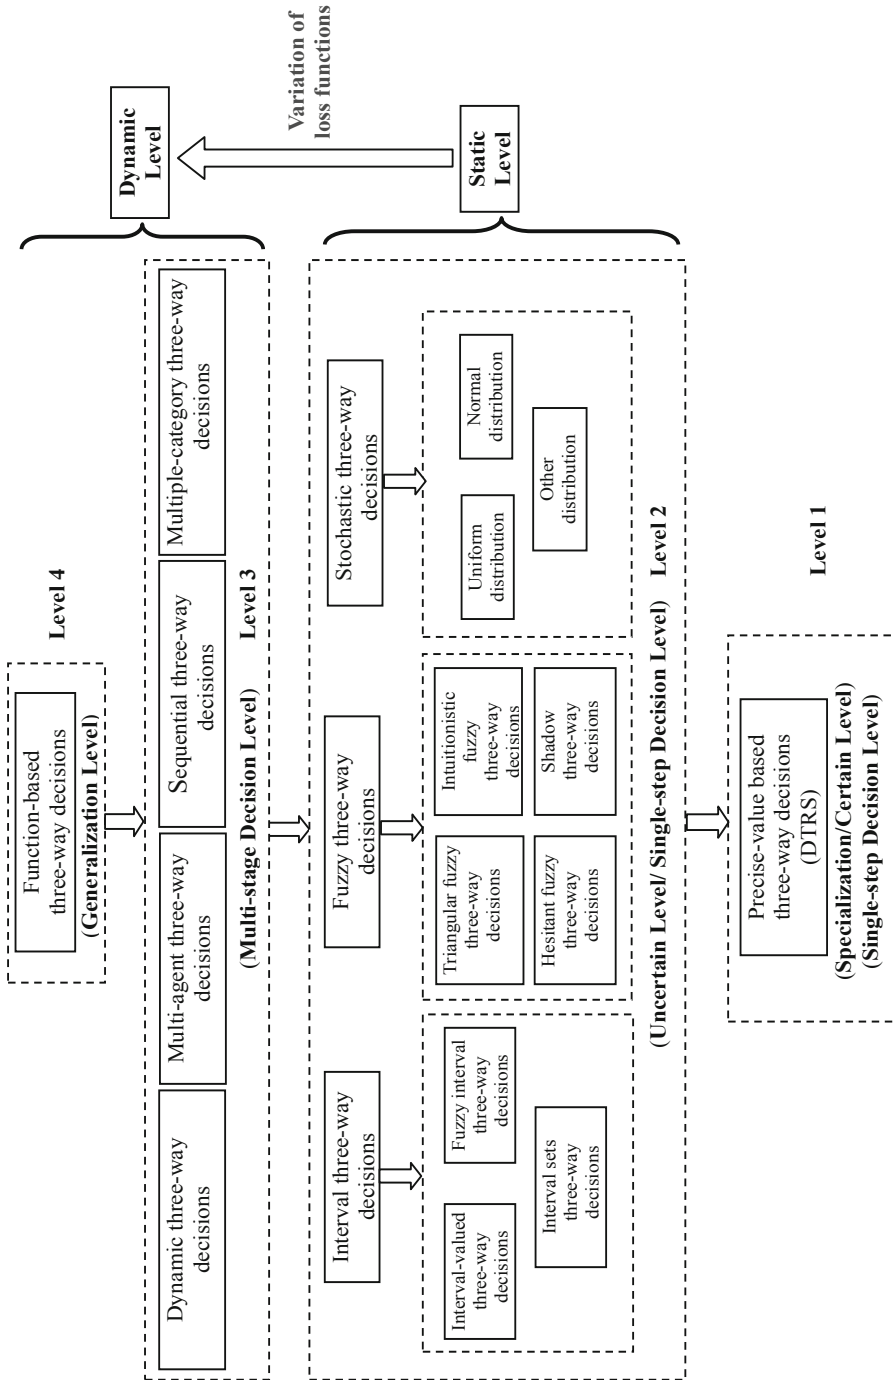 Function-based
three-way decisions
(Generalization Level)
Level 4
Dynamic three-way
decisions
Multi-agent three-way
decisions
Sequential three-way
decisions
Multiple-category three-way
decisions
(Multi-stage Decision Level)
Level 3
Dynamic
Level
Variation of
loss functions
Static
Level
Interval three-way
decisions
Fuzzy three-way
decisions
Stochastic three-way
decisions
Interval-valued
three-way
decisions
Fuzzy interval
three-way
decisions
Interval sets
three-way
decisions
Triangular fuzzy
three-way
decisions
Intuitionistic
fuzzy
three-way
decisions
Hesitant fuzzy
three-way
decisions
Shadow
three-way
decisions
Uniform
distribution
Normal
distribution
Other
distribution
(Uncertain Level/ Single-step Decision Level)
Level 2
Precise-value based
three-way decisions
(DTRS)
(Specialization/Certain Level)
(Single-step Decision Level)
Level 1